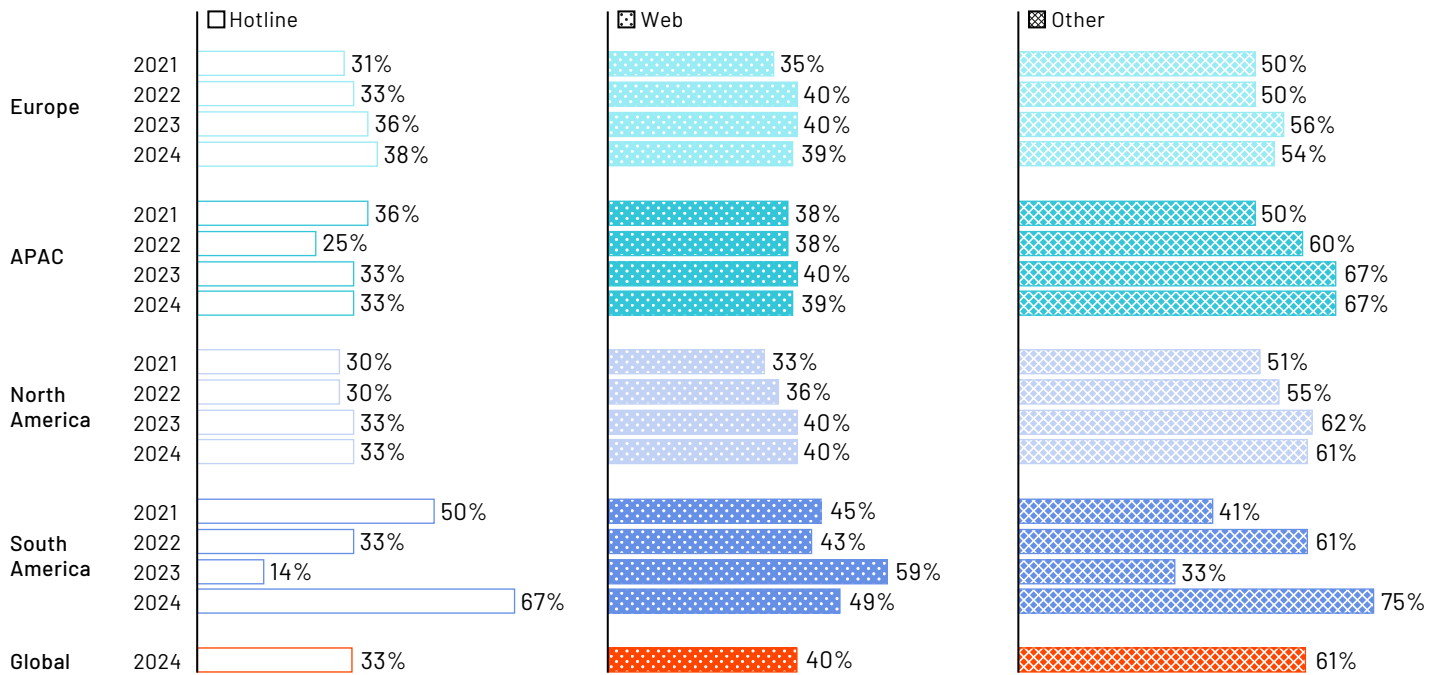 Hotline Web Other
2021 31% 35% 50%
Europe 2022 33% 40% 50%
2023 36% 40% 56%
2024 38% 39% 54%
2021 36% 38% 50%
APAC 2022 25% 38% 60%
2023 33% 40% 67%
2024 33% 39% 67%
2021 30% 33% 51%
North 2022 30% 36% 55%
America 2023 33% 40% 62%
2024 33% 40% 61%
2021 50% 45% 41%
South 2022 33% 43% 61%
America 2023 14% 59% 33%
2024 67% 49% 75%
Global 2024 33% 40% 61%